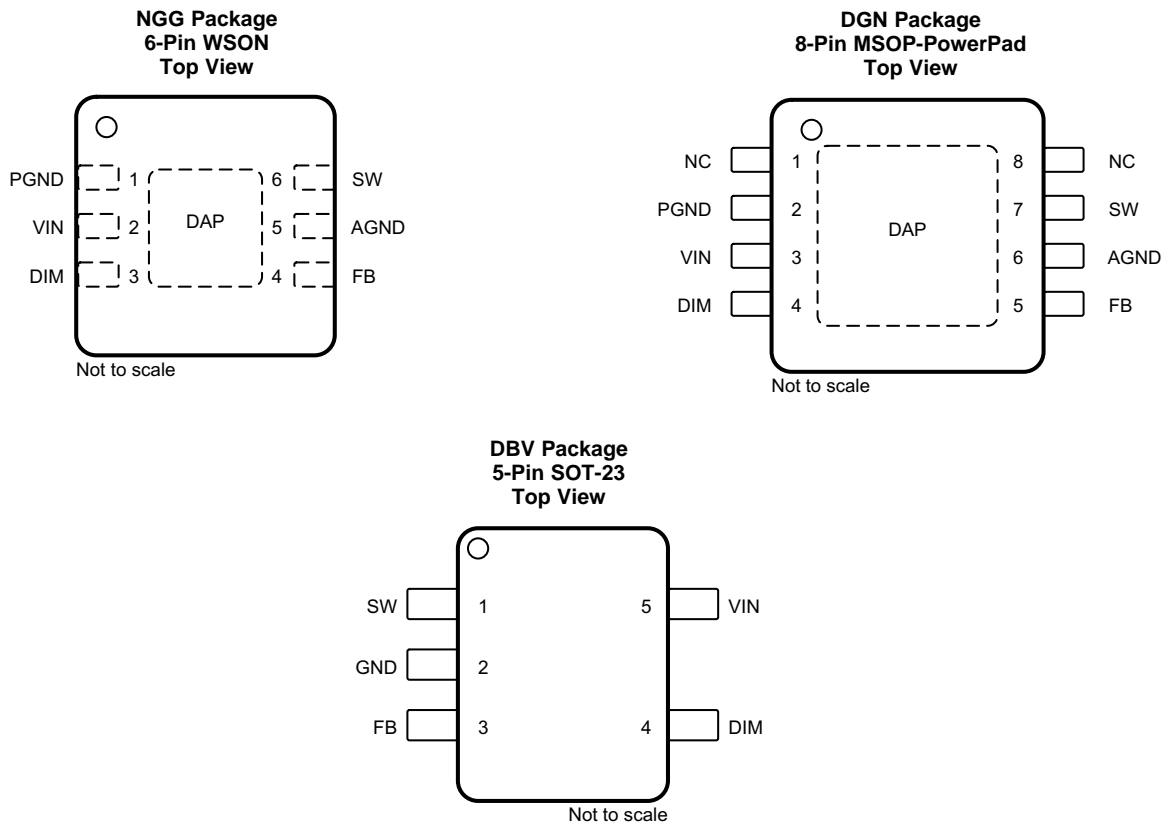 NGG Package
6-Pin WSON
Top View
PGND 1 6 SW
VIN 2 DAP 5 AGND
DIM 3 4 FB
Not to scale
DGN Package
8-Pin MSOP-PowerPad
Top View
NC 1 8 NC
PGND 2 7 SW
DAP
VIN 3 6 AGND
DIM 4 5 FB
Not to scale
DBV Package
5-Pin SOT-23
Top View
SW 1 5 VIN
GND 2
FB 3 4 DIM
Not to scale